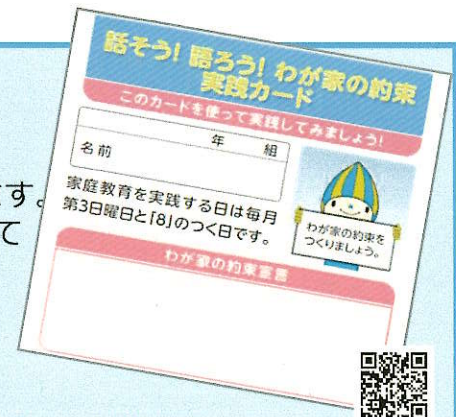 話そう! 語ろう! わが家の約束
実践カード
このカードを使って実践してみましょう!
年 組
名前
家庭教育を実践する日は毎月
第3日曜日と「8」のつく日です。
わが家の約束を
つくりましょう。
わが家の約束宣言
す。
て